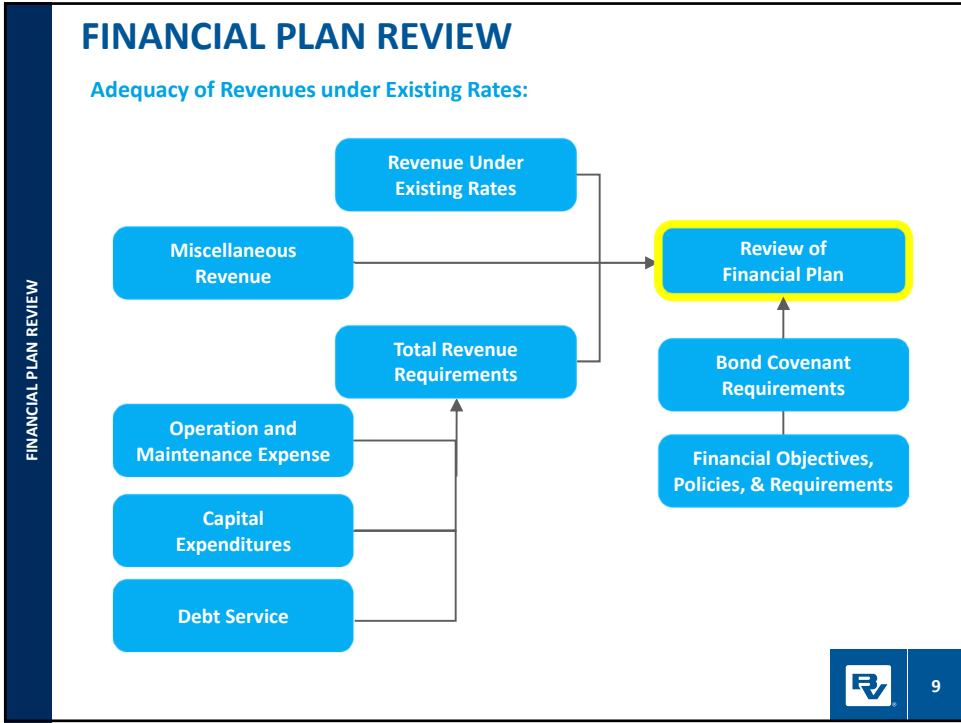 FINANCIAL PLAN REVIEW
Adequacy of Revenues under Existing Rates:
FINANCIAL PLAN REVIEW
Revenue Under
Existing Rates
Miscellaneous
Revenue
Review of
Financial Plan
Total Revenue
Requirements
Bond Covenant
Requirements
Operation and
Maintenance Expense
Financial Objectives,
Policies, & Requirements
Capital
Expenditures
Debt Service
BV®
9